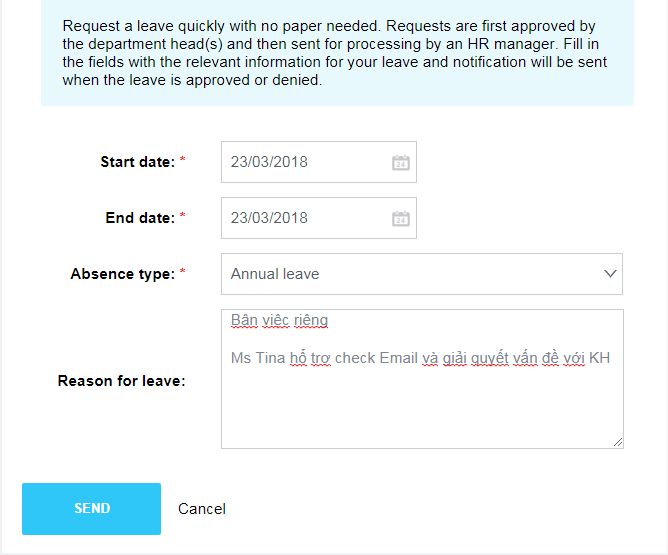 Request a leave quickly with no paper needed. Requests are first approved by
the department head(s) and then sent for processing by an HR manager. Fill in
the fields with the relevant information for your leave and notification will be sent
when the leave is approved or denied.
Start date: * 23/03/2018 24
End date: * 23/03/2018 24
Absence type: * Annual leave
Reason for leave:
Bận việc riêng
Ms Tina hỗ trợ check Email và giải quyết vấn đề với KH
SEND Cancel